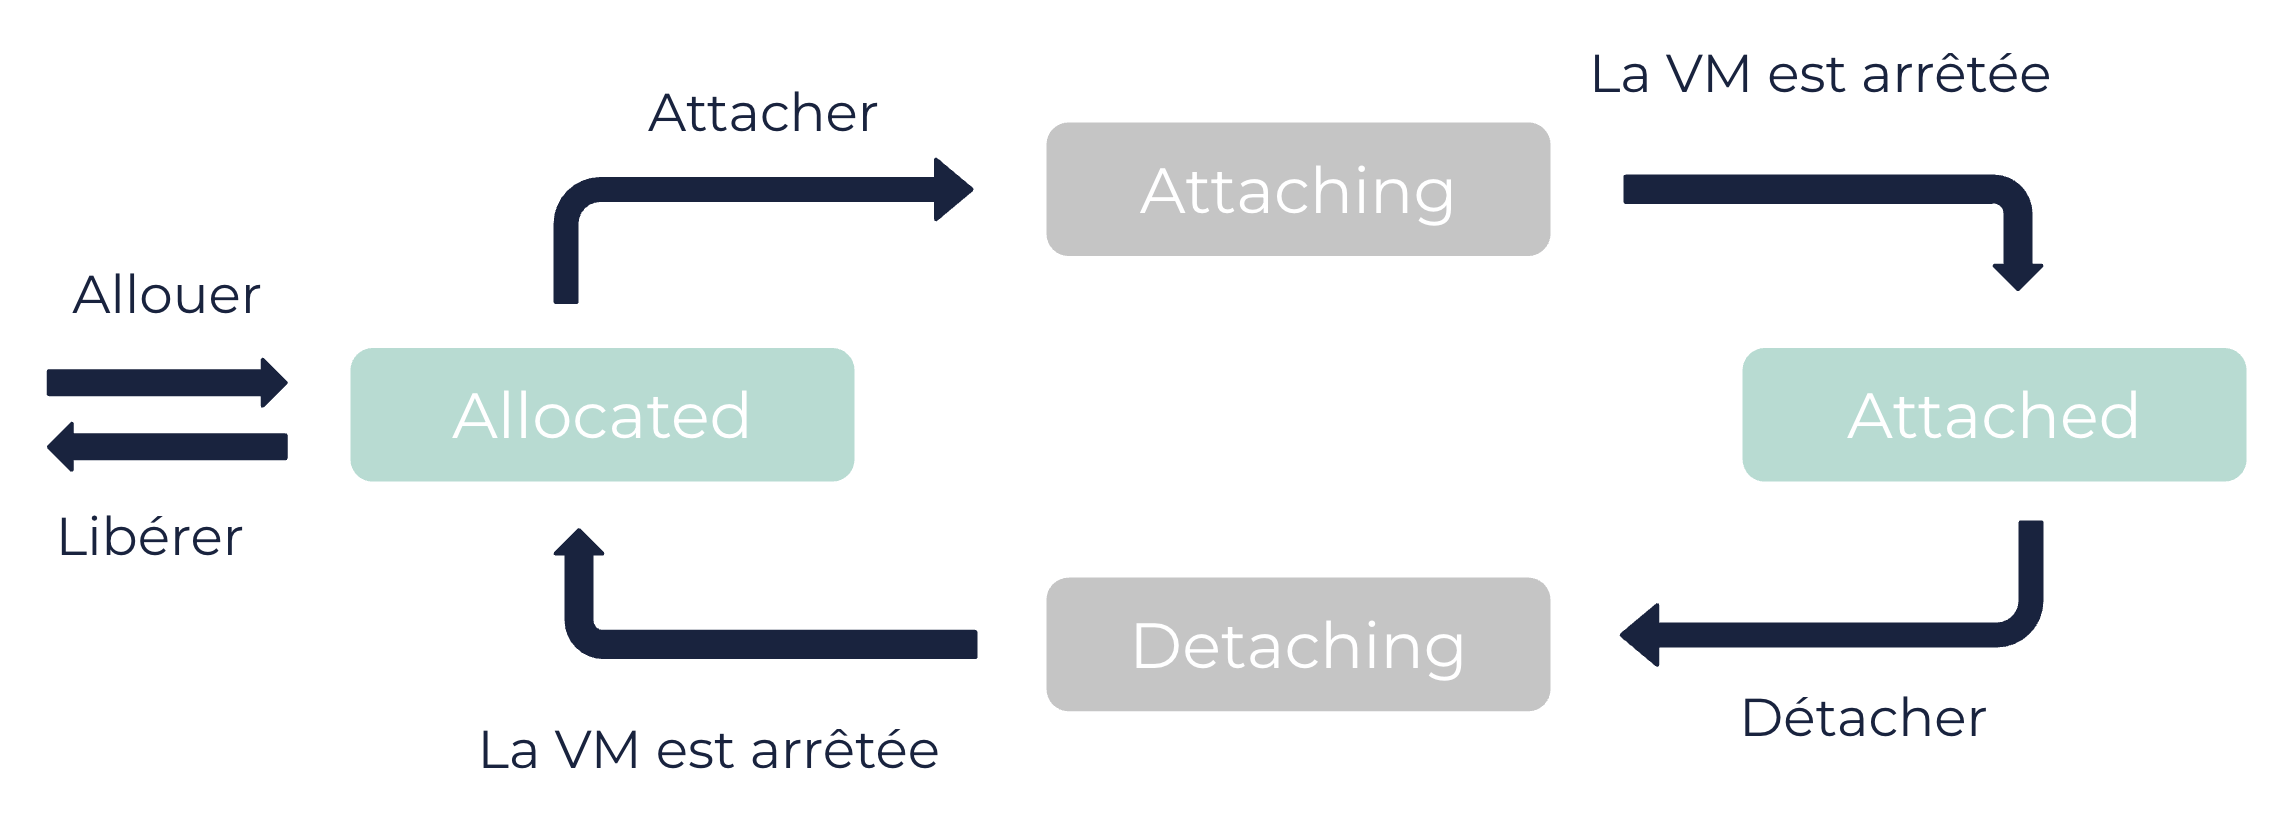 La VM est arrêtée
Attacher
Attaching
Allouer
Allocated
Attached
Libérer
Detaching
Détacher
La VM est arrêtée